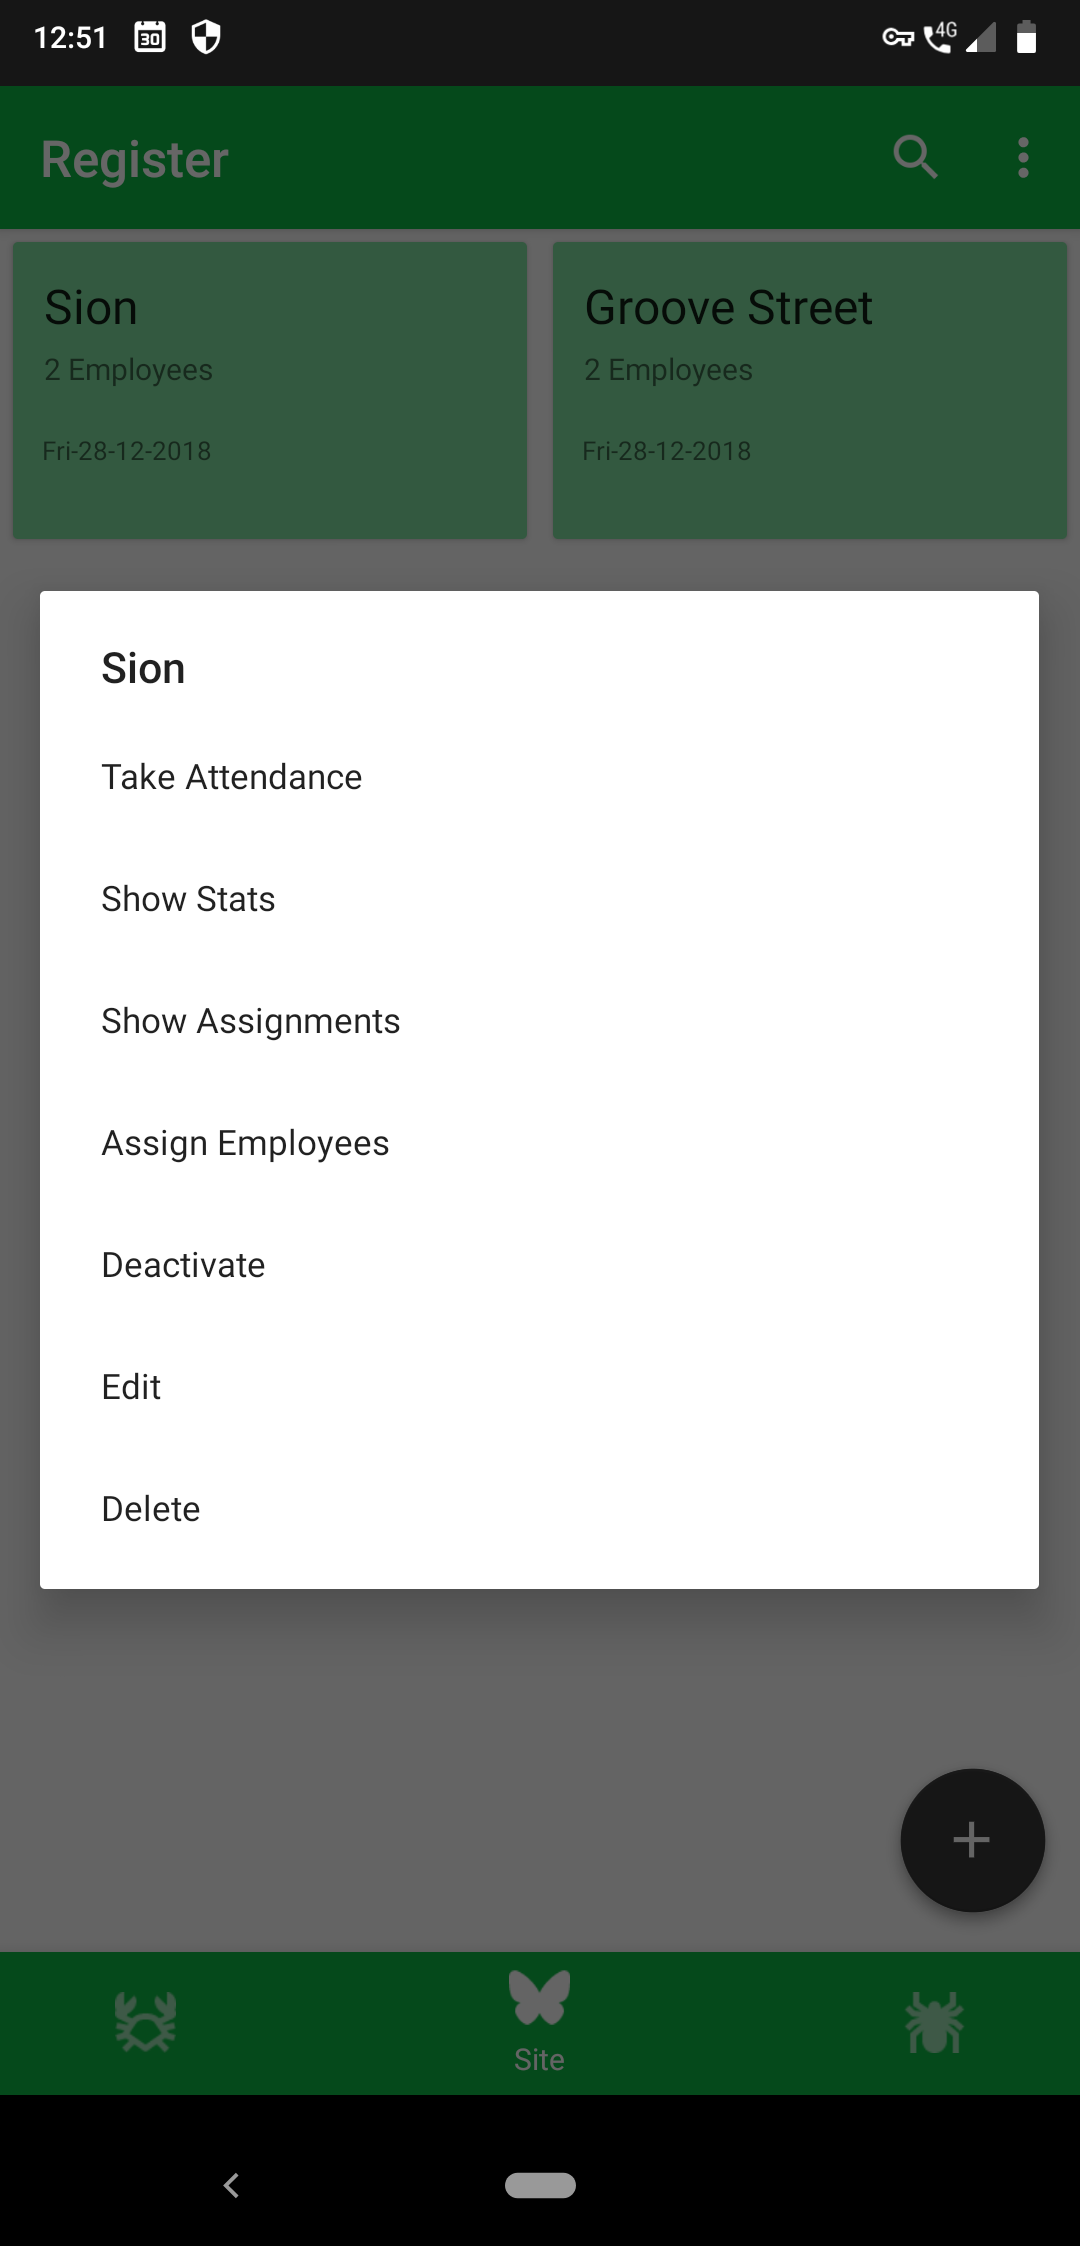 12:51 30 4G
Register
Sion
2 Employees
Fri-28-12-2018
Groove Street
2 Employees
Fri-28-12-2018
Sion
Take Attendance
Show Stats
Show Assignments
Assign Employees
Deactivate
Edit
Delete
Site